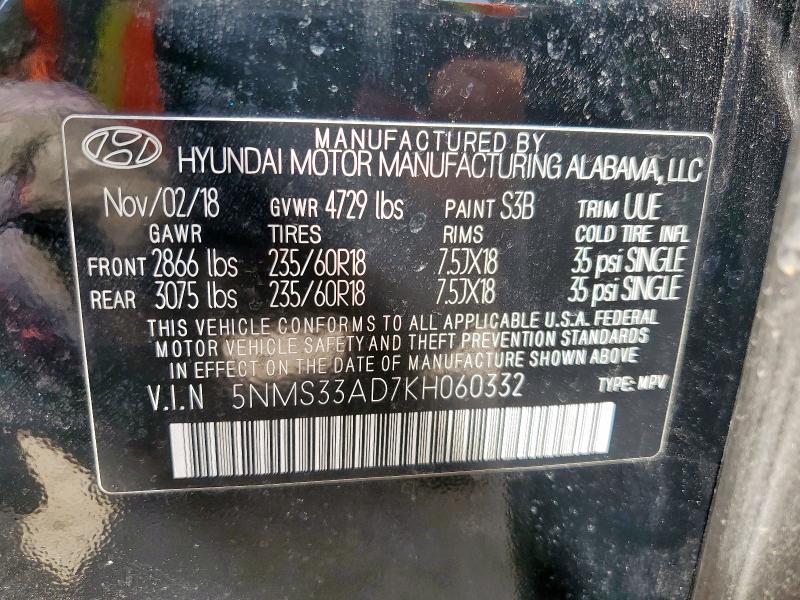 MANUFACTURED BY
HYUNDAI MOTOR MANUFACTURING ALABAMA, LLC
Nov/02/18 GVWR 4729 lbs PAINT S3B TRIM UUE
GAWR TIRES RIMS COLD TIRE INFL
FRONT 2866 lbs 235/60R18 7.5JX18 35 psi SINGLE
REAR 3075 lbs 235/60R18 7.5JX18 35 psi SINGLE
THIS VEHICLE CONFORMS TO ALL APPLICABLE U.S.A. FEDERAL
MOTOR VEHICLE SAFETY AND THEFT PREVENTION STANDARDS
IN EFFECT ON THE DATE OF MANUFACTURE SHOWN ABOVE
V.I.N 5NMS33AD7KH060332 TYPE: MPV